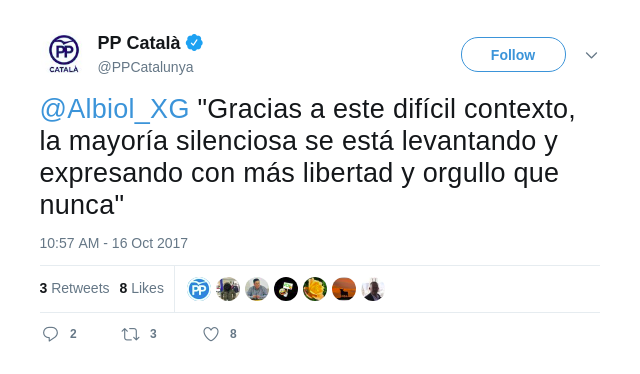 PP Català
@PPCatalunya
PP
CATALÀ
Follow
@Albiol_XG "Gracias a este difícil contexto,
la mayoría silenciosa se está levantando y
expresando con más libertad y orgullo que
nunca"
10:57 AM - 16 Oct 2017
3 Retweets 8 Likes
PP
2 3 8